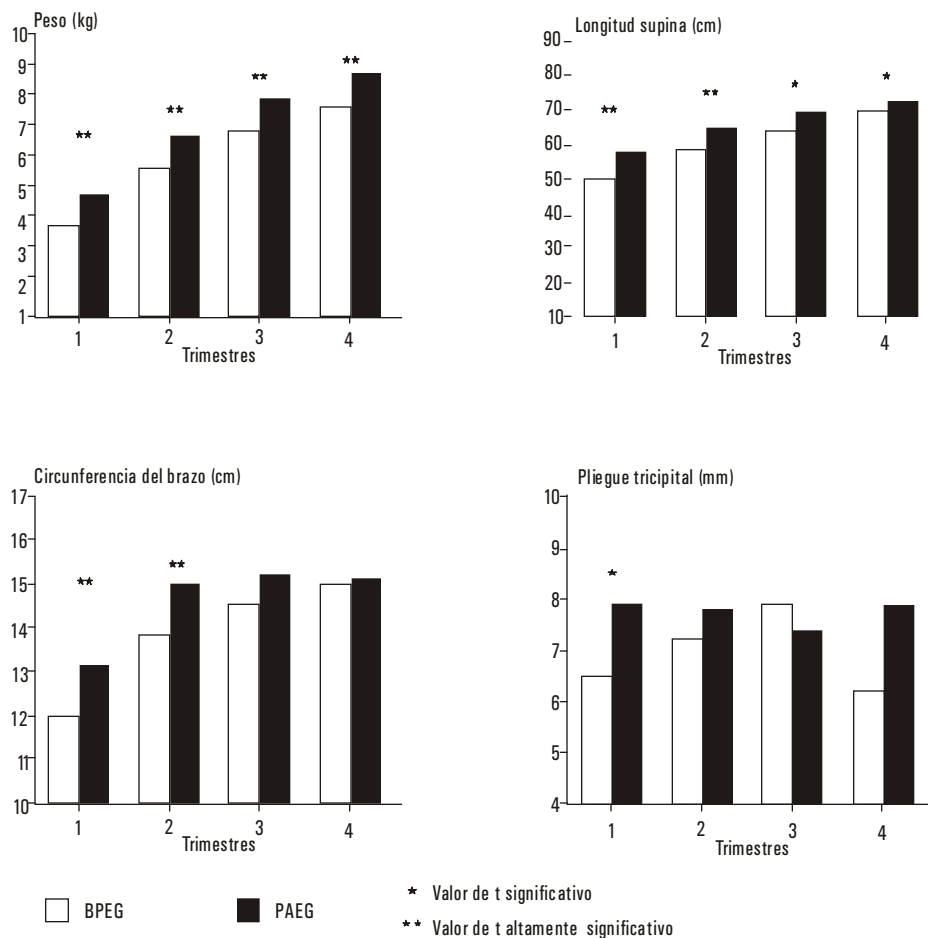 Peso (kg)
10
9
8
7
6
5
4
3
2
1
**
**
**
**
1 2 3 4
Trimestres
Longitud supina (cm)
90
80
70
60
50
40
30
20
10
**
**
*
*
1 2 3 4
Trimestres
Circunferencia del brazo (cm)
17
16
15
14
13
12
11
10
**
**
1 2 3 4
Trimestres
Pliegue tricipital (mm)
10
9
8
7
6
5
4
*
1 2 3 4
Trimestres
BPEG
PAEG
* Valor de t significativo
** Valor de t altamente significativo